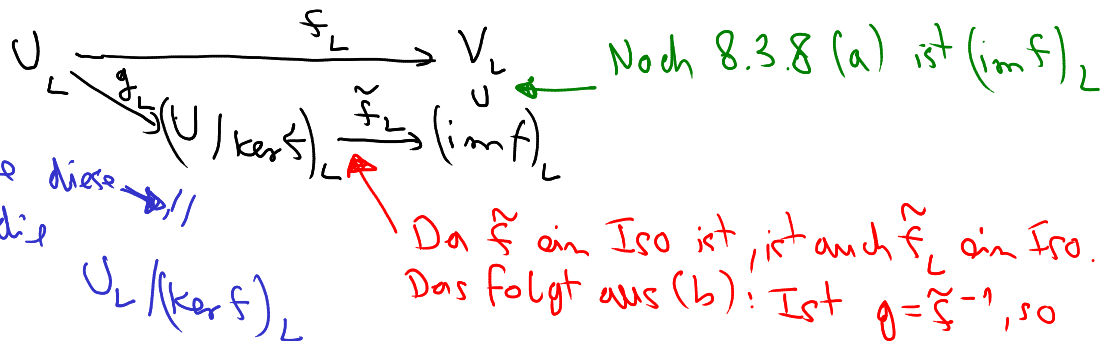 f_L
U_L → V_L
Nach 8.3.8 (a) ist (im f)_L
g_L
∪
(U/ker f)_L
f̃_L
(im f)_L
diese → "
die
U_L/(ker f)_L
Da f̃ ein Iso ist, ist auch f̃_L ein Iso.
Das folgt aus (b): Ist g = f̃⁻¹, so